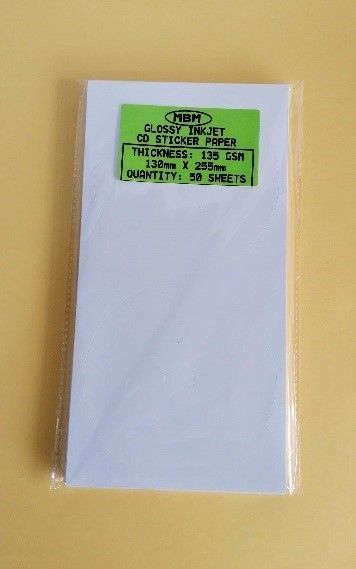 MBM
GLOSSY INKJET
CD STICKER PAPER
THICKNESS: 135 GSM
130mm X 255mm
QUANTITY: 50 SHEETS